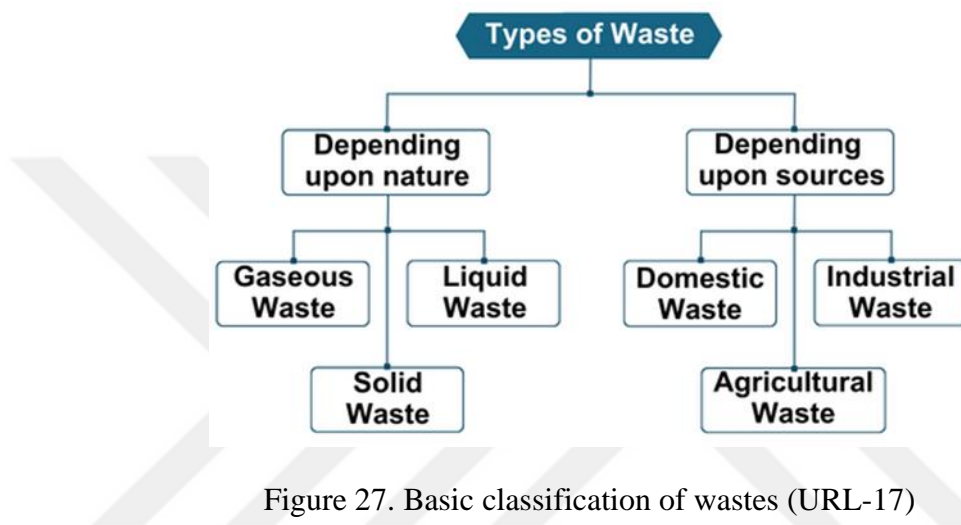 Types of Waste
Depending
upon nature
Depending
upon sources
Gaseous
Waste
Liquid
Waste
Domestic
Waste
Industrial
Waste
Solid
Waste
Agricultural
Waste
Figure 27. Basic classification of wastes (URL-17)